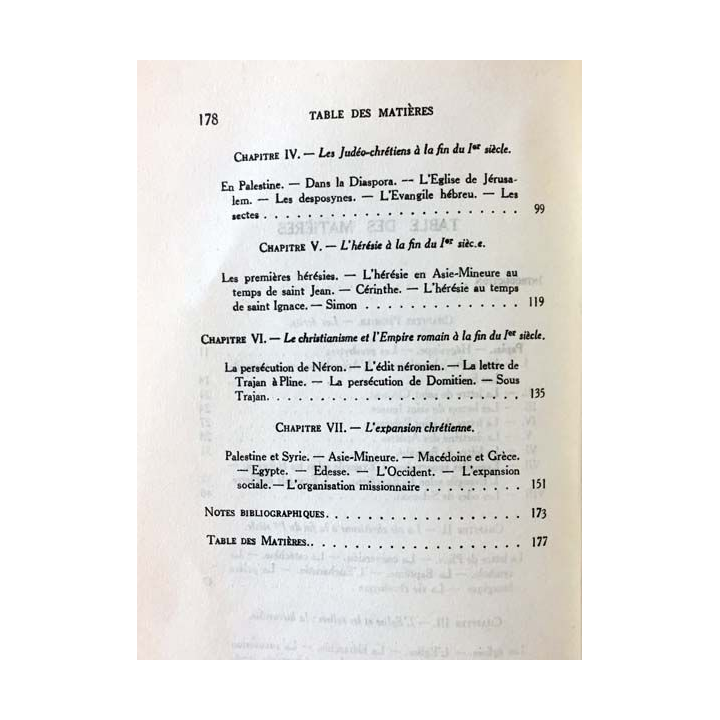 178
TABLE DES MATIÈRES
CHAPITRE IV. — Les Judéo-chrétiens à la fin du Ier siècle.
En Palestine. — Dans la Diaspora. — L'Eglise de Jérusa-
lem. — Les desposynes. — L'Evangile hébreu. — Les
sectes . . . . . . . . . . . . . . . . . . . . . . . 99
CHAPITRE V. — L'hérésie à la fin du Ier sièc.e.
Les premières hérésies. — L'hérésie en Asie-Mineure au
temps de saint Jean. — Cérinthe. — L'hérésie au temps
de saint Ignace. — Simon . . . . . . . . . . . . . 119
CHAPITRE VI. — Le christianisme et l'Empire romain à la fin du Ier siècle.
La persécution de Néron. — L'édit néronien. — La lettre de
Trajan à Pline. — La persécution de Domitien. — Sous
Trajan. . . . . . . . . . . . . . . . . . . . . . . 135
CHAPITRE VII. — L'expansion chrétienne.
Palestine et Syrie. — Asie-Mineure. — Macédoine et Grèce.
— Egypte. — Edesse. — L'Occident. — L'expansion
sociale. — L'organisation missionnaire . . . . . . . . . 151
NOTES BIBLIOGRAPHIQUES. . . . . . . . . . . . . . . . . 173
TABLE DES MATIÈRES. . . . . . . . . . . . . . . . . . . 177